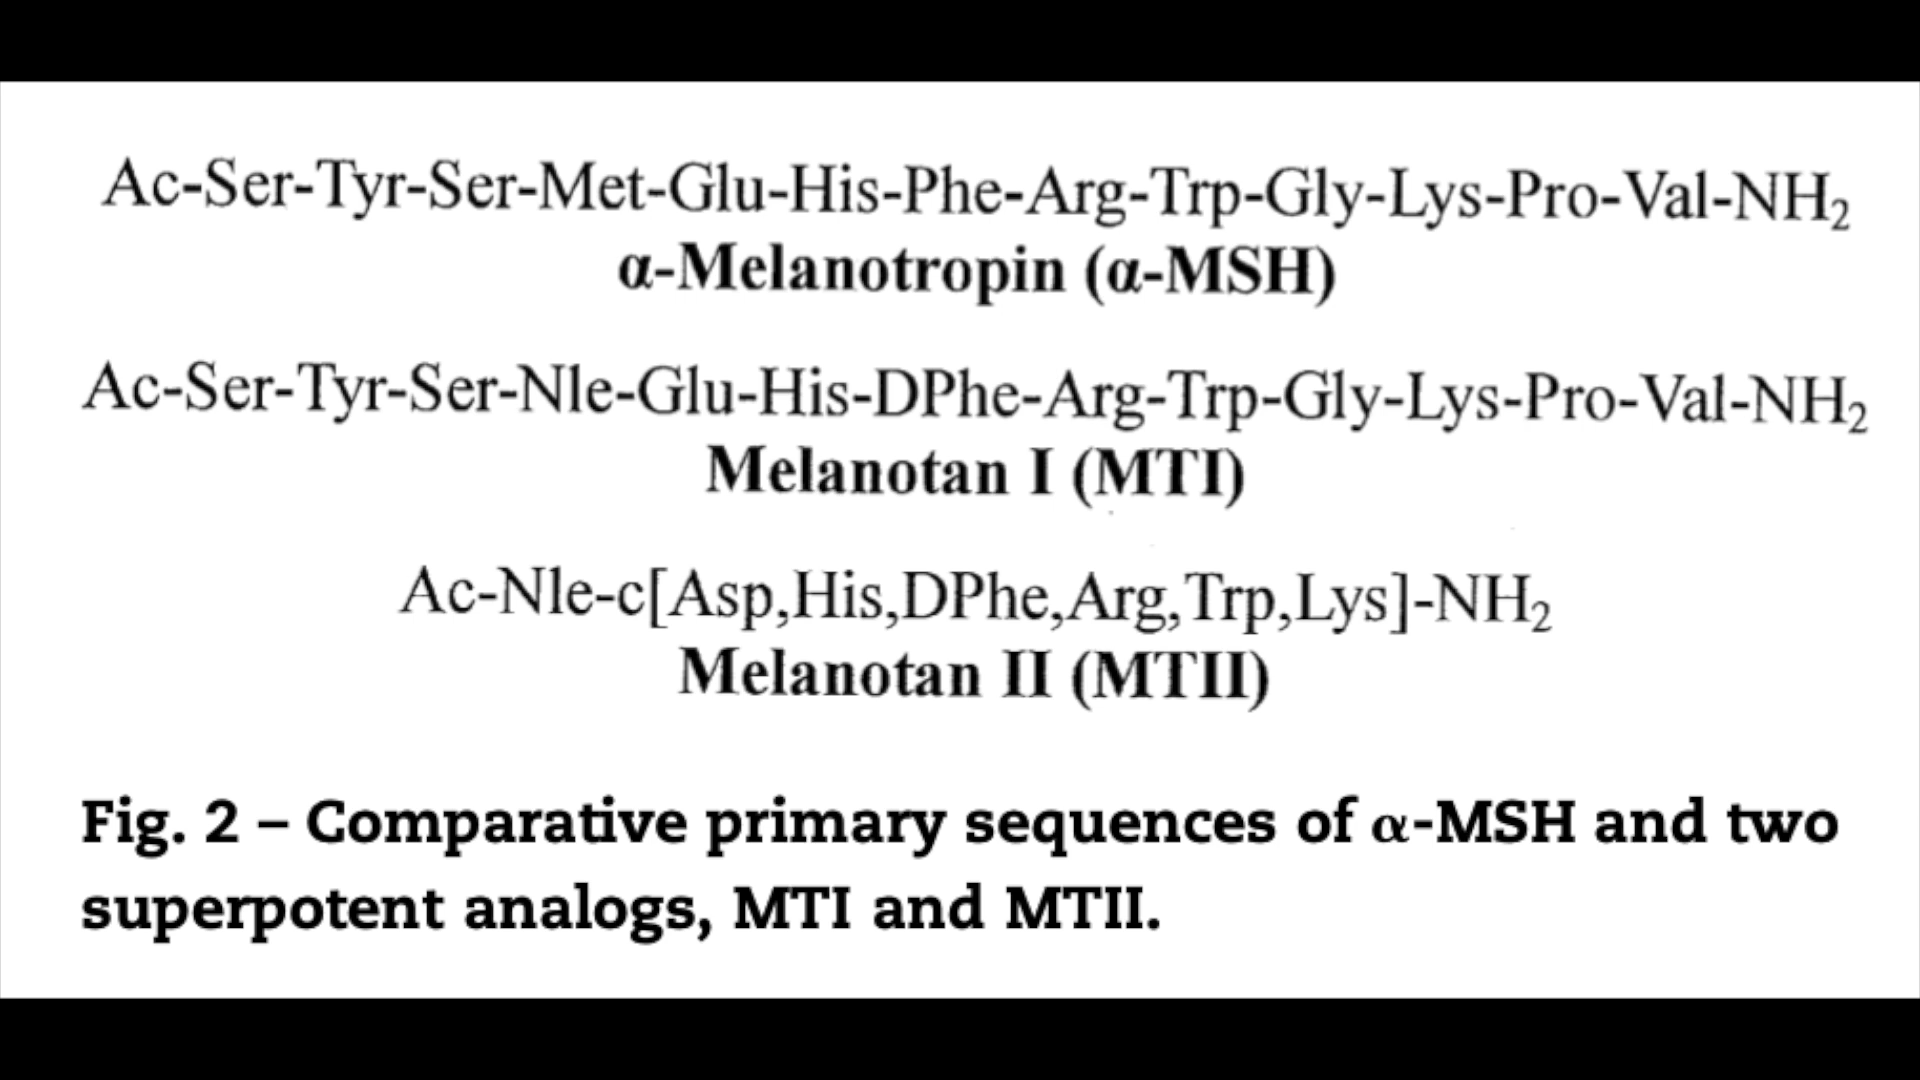 Ac-Ser-Tyr-Ser-Met-Glu-His-Phe-Arg-Trp-Gly-Lys-Pro-Val-NH₂
α-Melanotropin (α-MSH)
Ac-Ser-Tyr-Ser-Nle-Glu-His-DPhe-Arg-Trp-Gly-Lys-Pro-Val-NH₂
Melanotan I (MTI)
Ac-Nle-c[Asp,His,DPhe,Arg,Trp,Lys]-NH₂
Melanotan II (MTII)
Fig. 2 – Comparative primary sequences of α-MSH and two
superpotent analogs, MTI and MTII.